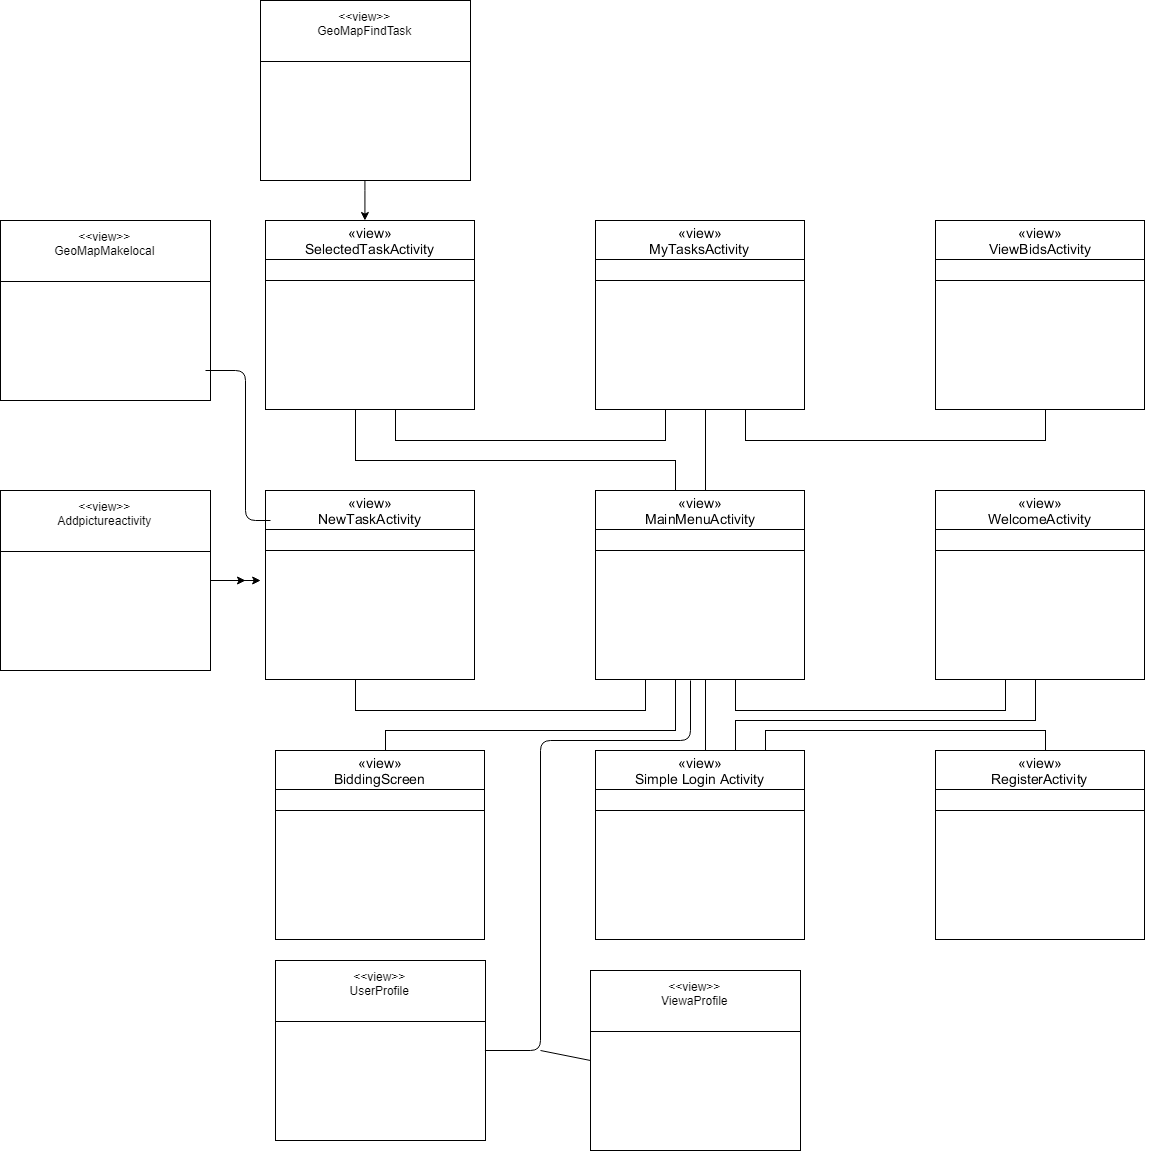 <<view>>
GeoMapFindTask
<<view>>
GeoMapMakelocal
«view»
SelectedTaskActivity
«view»
MyTasksActivity
«view»
ViewBidsActivity
<<view>>
Addpictureactivity
«view»
NewTaskActivity
«view»
MainMenuActivity
«view»
WelcomeActivity
«view»
BiddingScreen
«view»
Simple Login Activity
«view»
RegisterActivity
<<view>>
UserProfile
<<view>>
ViewaProfile